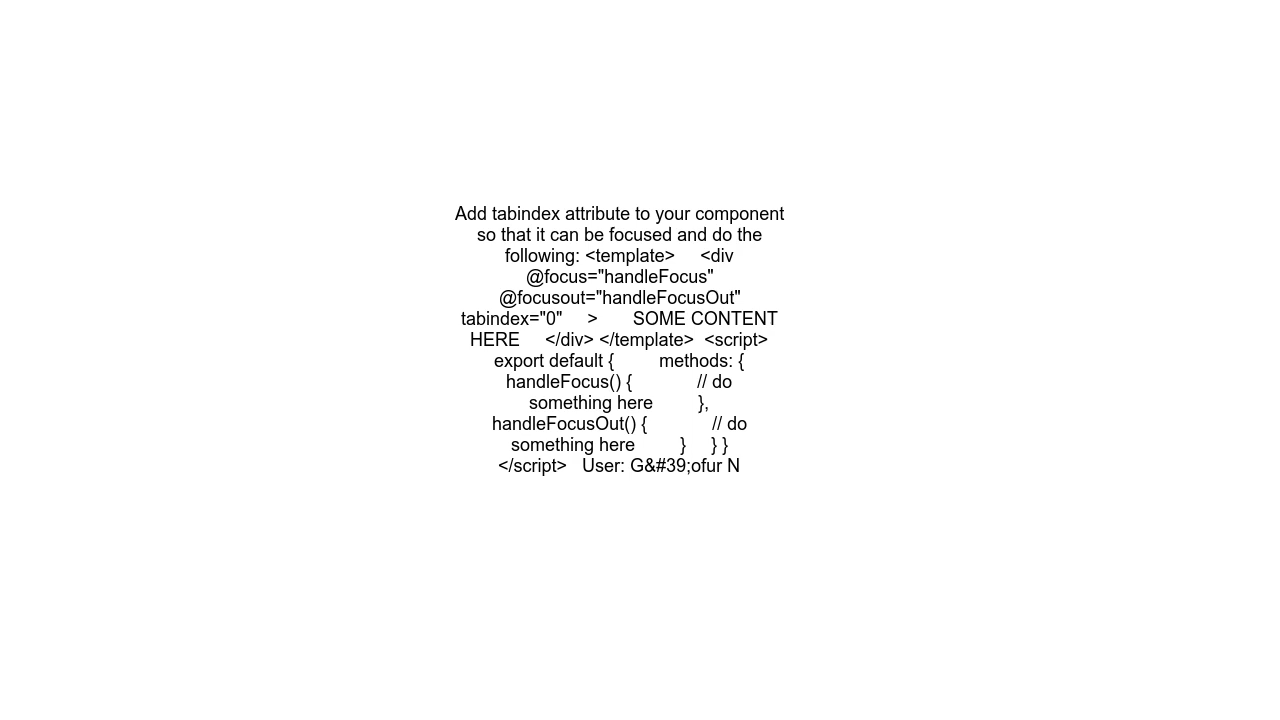 Add tabindex attribute to your component
so that it can be focused and do the
following: <template>     <div
@focus="handleFocus"
@focusout="handleFocusOut"
tabindex="0"     >       SOME CONTENT
HERE     </div> </template>  <script>
export default {         methods: {
handleFocus() {             // do
something here         },
handleFocusOut() {             // do
something here         }     } }
</script>   User: G&#39;ofur N